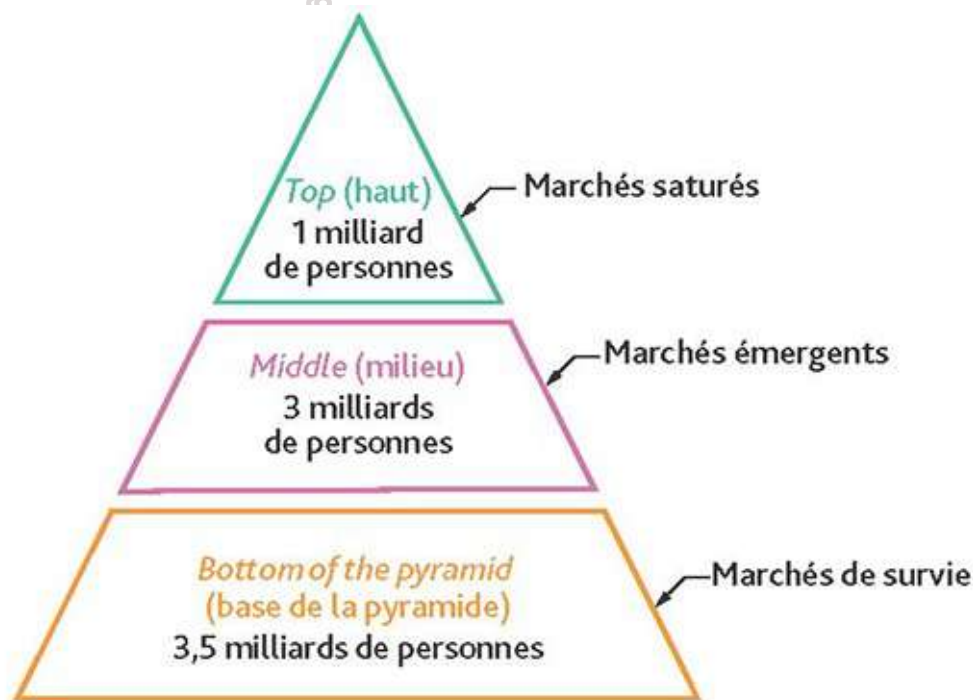 Top (haut)
1 milliard
de personnes
Marchés saturés
Middle (milieu)
3 milliards
de personnes
Marchés émergents
Bottom of the pyramid
(base de la pyramide)
3,5 milliards de personnes
Marchés de survie